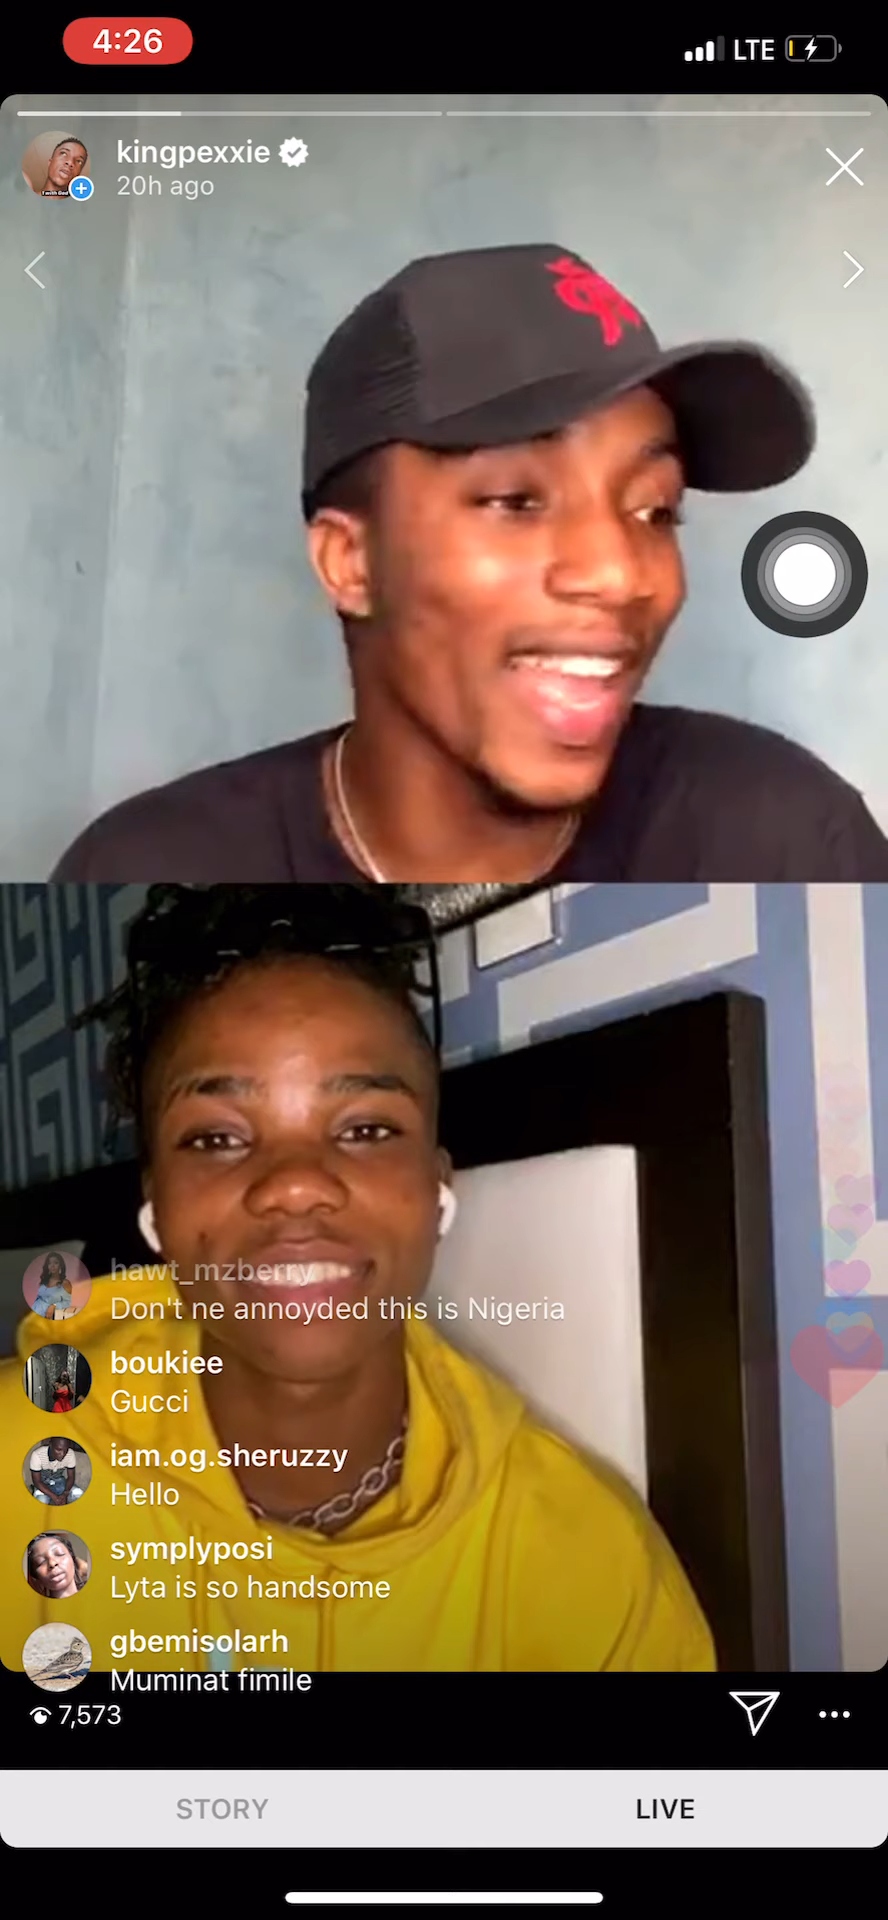 4:26
LTE
kingpexxie
20h ago
hawt_mzberry
Don't ne annoyded this is Nigeria
boukiee
Gucci
iam.og.sheruzzy
Hello
symplyposi
Lyta is so handsome
gbemisolarh
Muminat fimile
7,573
STORY
LIVE